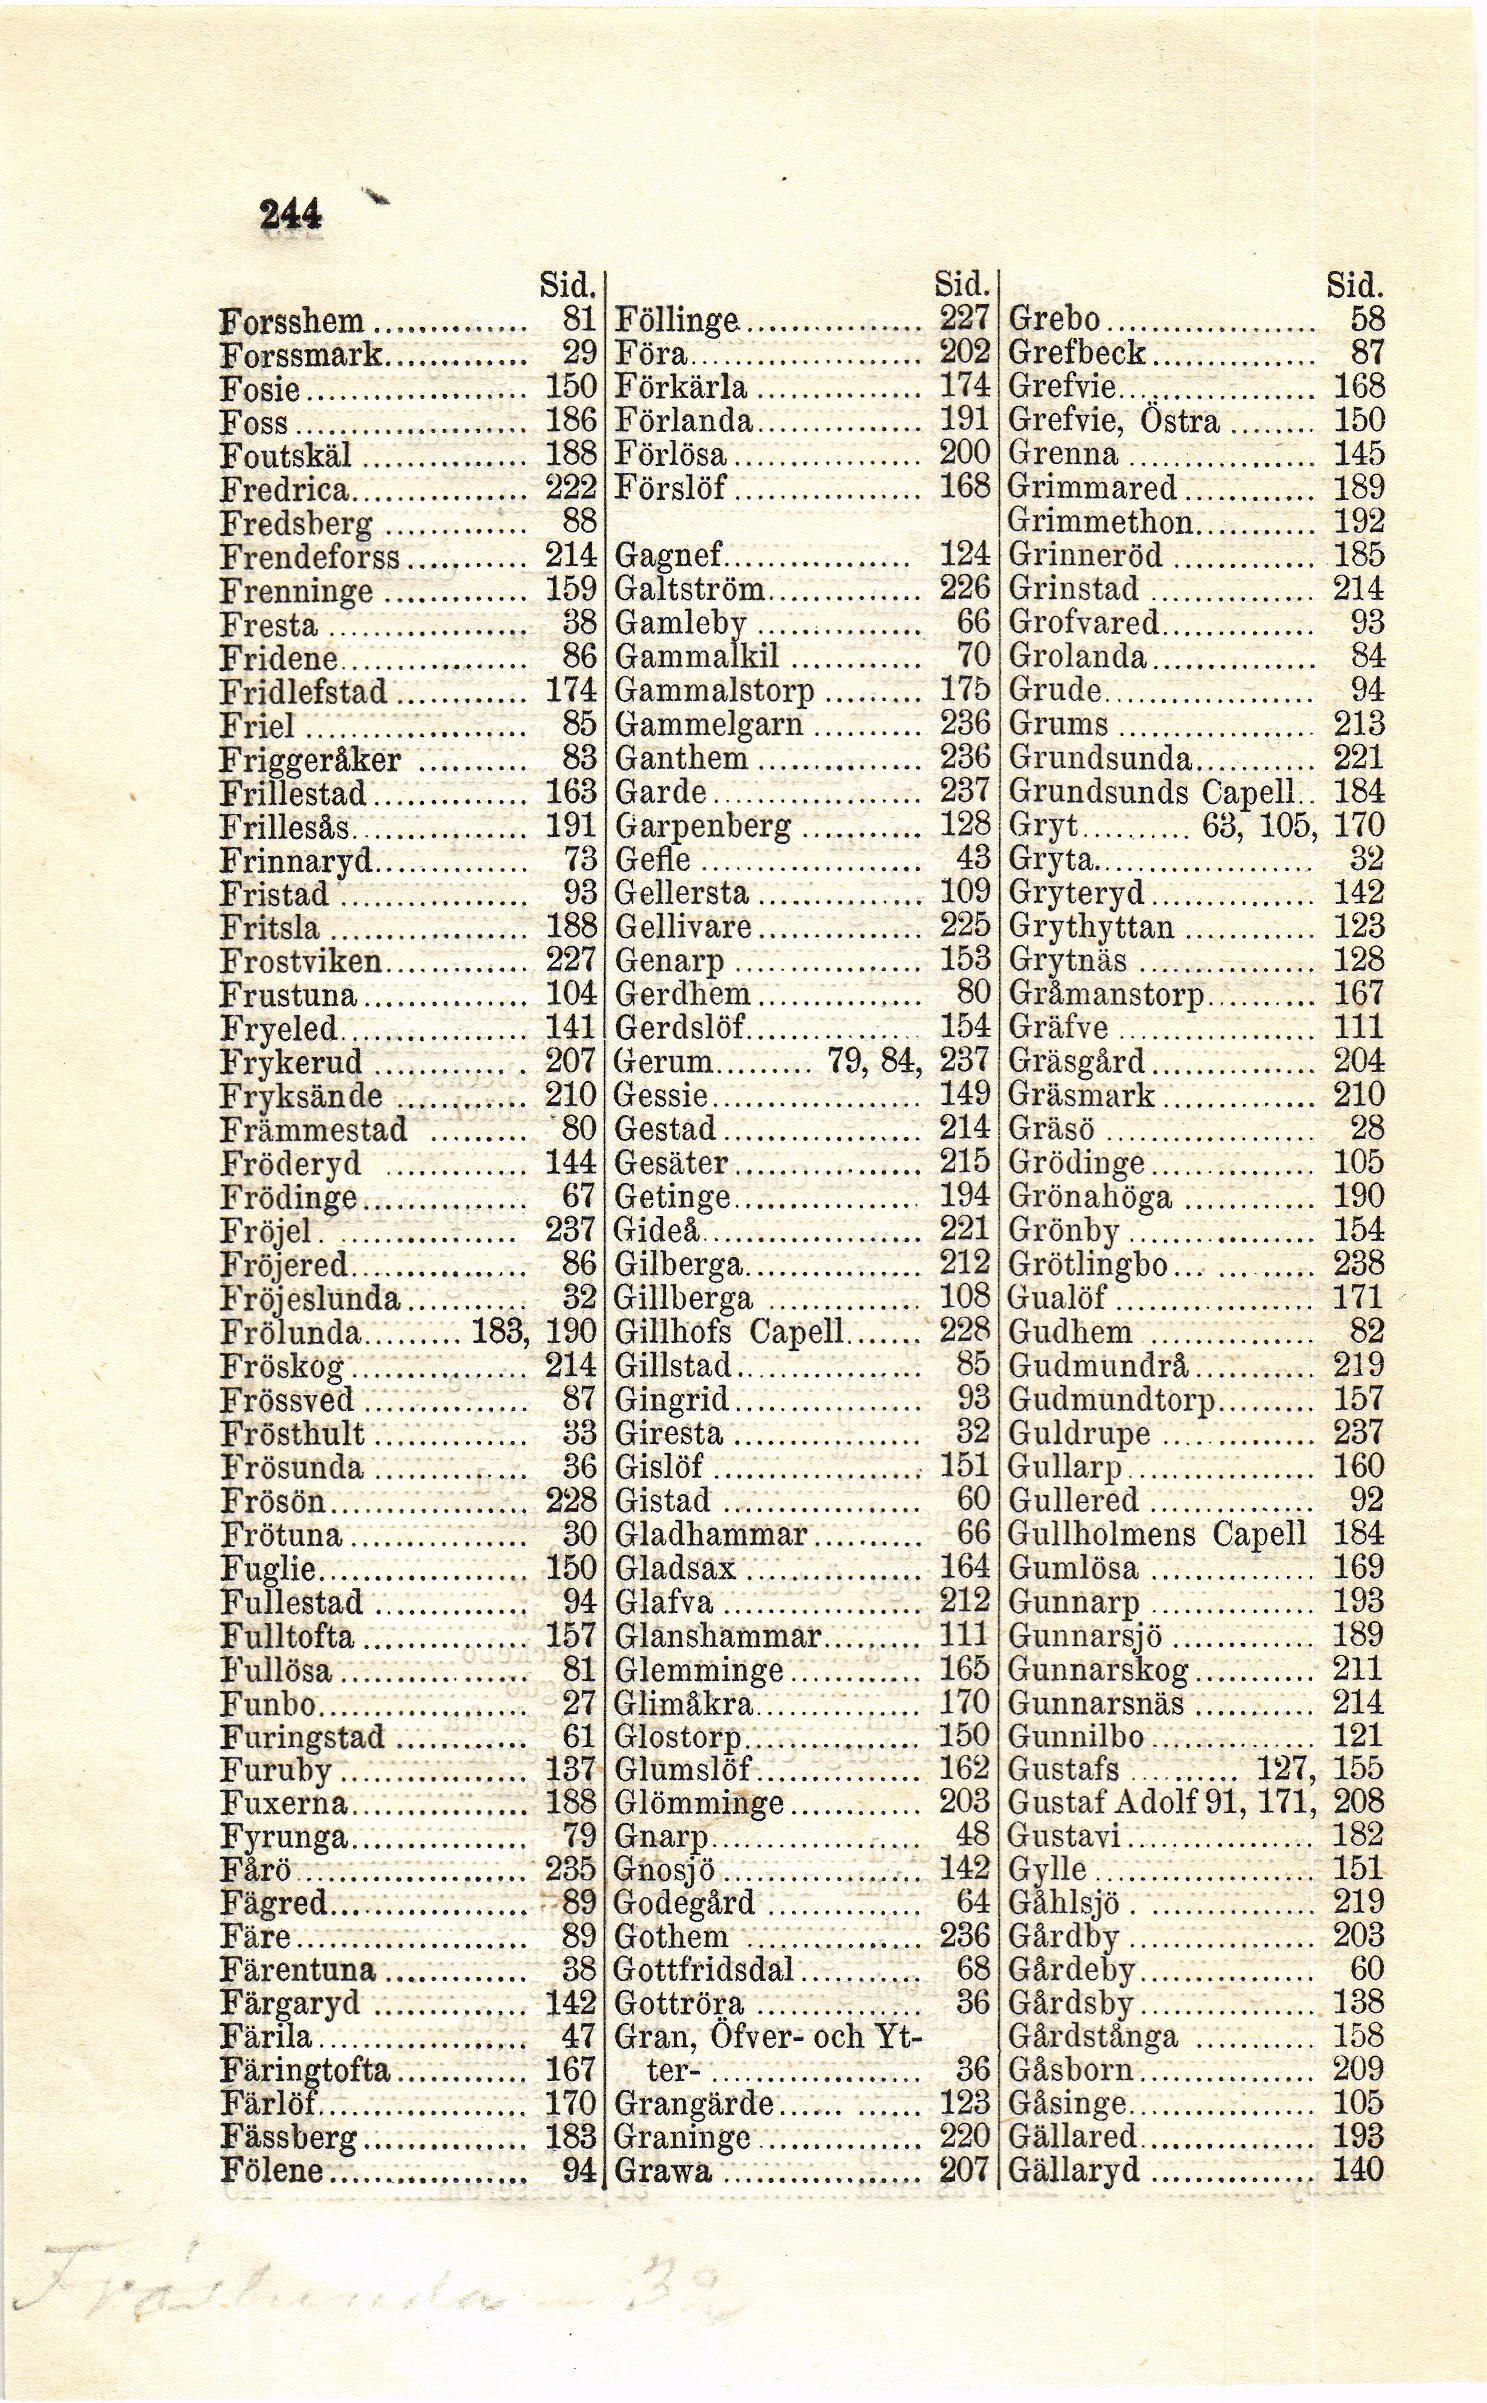 244
Sid.
Forsshem 81
Forssmark 29
Fosie 150
Foss 186
Foutskäl 188
Fredrica 222
Fredsberg 88
Frendeforss 214
Frenninge 159
Fresta 38
Fridene 86
Fridlefstad 174
Friel 85
Friggeråker 83
Frillestad 163
Frillesås 191
Frinnaryd 73
Fristad 93
Fritsla 188
Frostviken 227
Frustuna 104
Fryeled 141
Frykerud 207
Fryksände 210
Främmestad 80
Fröderyd 144
Frödinge 67
Fröjel 237
Fröjered 86
Fröjeslunda 32
Frölunda 183, 190
Fröskog 214
Frössved 87
Frösthult 33
Frösunda 36
Frösön 228
Frötuna 30
Fuglie 150
Fullestad 94
Fulltofta 157
Fullösa 81
Funbo 27
Furingstad 61
Furuby 137
Fuxerna 188
Fyrunga 79
Fårö 235
Fägred 89
Färe 89
Färentuna 38
Färgaryd 142
Färila 47
Färingtofta 167
Färlöf 170
Fässberg 183
Fölene 94
Sid.
Föllinge 227
Föra 202
Förkärla 174
Förlanda 191
Förlösa 200
Förslöf 168
Gagnef 124
Galtström 226
Gamleby 66
Gammalkil 70
Gammalstorp 175
Gammelgarn 236
Ganthem 236
Garde 237
Garpenberg 128
Gefle 43
Gellersta 109
Gellivare 225
Genarp 153
Gerdhem 80
Gerdslöf 154
Gerum 79, 84, 237
Gessie 149
Gestad 214
Gesäter 215
Getinge 194
Gideå 221
Gilberga 212
Gillberga 108
Gillhofs Capell 228
Gillstad 85
Gingrid 93
Giresta 32
Gislöf 151
Gistad 60
Gladhammar 66
Gladsax 164
Glafva 212
Glanshammar 111
Glemminge 165
Glimåkra 170
Glostorp 150
Glumslöf 162
Glömminge 203
Gnarp 48
Gnosjö 142
Godegård 64
Gothem 236
Gottfridsdal 68
Gottröra 36
Gran, Öfver- och Yt-
ter- 36
Grangärde 123
Graninge 220
Grawa 207
Sid.
Grebo 58
Grefbeck 87
Grefvie 168
Grefvie, Östra 150
Grenna 145
Grimmared 189
Grimmethon 192
Grinneröd 185
Grinstad 214
Grofvared 93
Grolanda 84
Grude 94
Grums 213
Grundsunda 221
Grundsunds Capell 184
Gryt 63, 105, 170
Gryta 32
Gryteryd 142
Grythyttan 123
Grytnäs 128
Gråmanstorp 167
Gräfve 111
Gräsgård 204
Gräsmark 210
Gräsö 28
Grödinge 105
Grönahöga 190
Grönby 154
Grötlingbo 238
Gualöf 171
Gudhem 82
Gudmundrå 219
Gudmundtorp 157
Guldrupe 237
Gullarp 160
Gullered 92
Gullholmens Capell 184
Gumlösa 169
Gunnarp 193
Gunnarsjö 189
Gunnarskog 211
Gunnarsnäs 214
Gunnilbo 121
Gustafs 127, 155
Gustaf Adolf 91, 171, 208
Gustavi 182
Gylle 151
Gåhlsjö 219
Gårdby 203
Gårdeby 60
Gårdsby 138
Gårdstånga 158
Gåsborn 209
Gåsinge 105
Gällared 193
Gällaryd 140